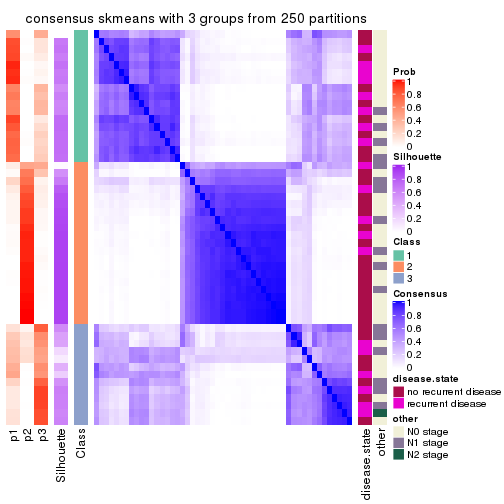 consensus skmeans with 3 groups from 250 partitions
Prob
1
0.8
0.6
0.4
0.2
0
Silhouette
1
0.8
0.6
0.4
0.2
0
Class
1
2
3
Consensus
1
0.8
0.6
0.4
0.2
0
disease.state
no recurrent disease
recurrent disease
other
N0 stage
N1 stage
N2 stage
p1
p2
p3
Silhouette
Class
disease.state
other